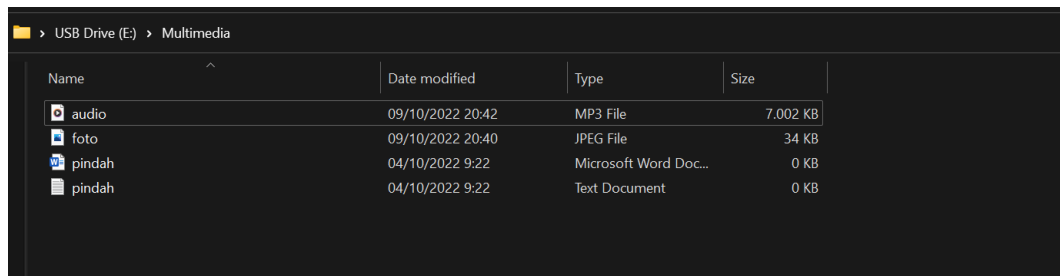 USB Drive (E:) › Multimedia
Name Date modified Type Size
audio 09/10/2022 20:42 MP3 File 7.002 KB
foto 09/10/2022 20:40 JPEG File 34 KB
pindah 04/10/2022 9:22 Microsoft Word Doc... 0 KB
pindah 04/10/2022 9:22 Text Document 0 KB